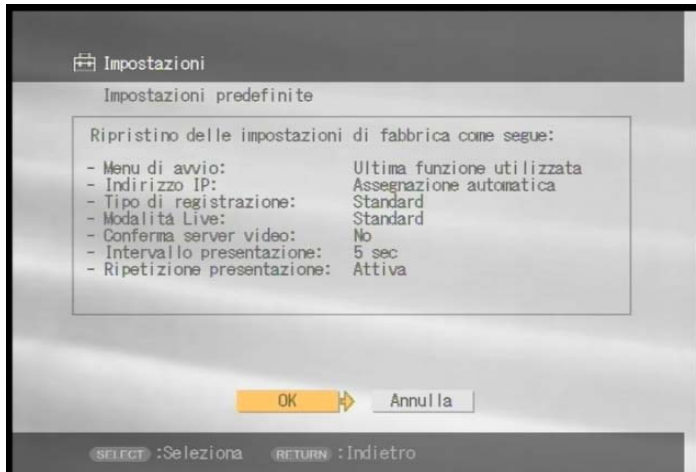 Impostazioni
Impostazioni predefinite
Ripristino delle impostazioni di fabbrica come segue:
- Menu di avvio: Ultima funzione utilizzata
- Indirizzo IP: Assegnazione automatica
- Tipo di registrazione: Standard
- Modalitá Live: Standard
- Conferma server video: No
- Intervallo presentazione: 5 sec
- Ripetizione presentazione: Attiva
OK Annulla
SELECT :Seleziona RETURN :Indietro